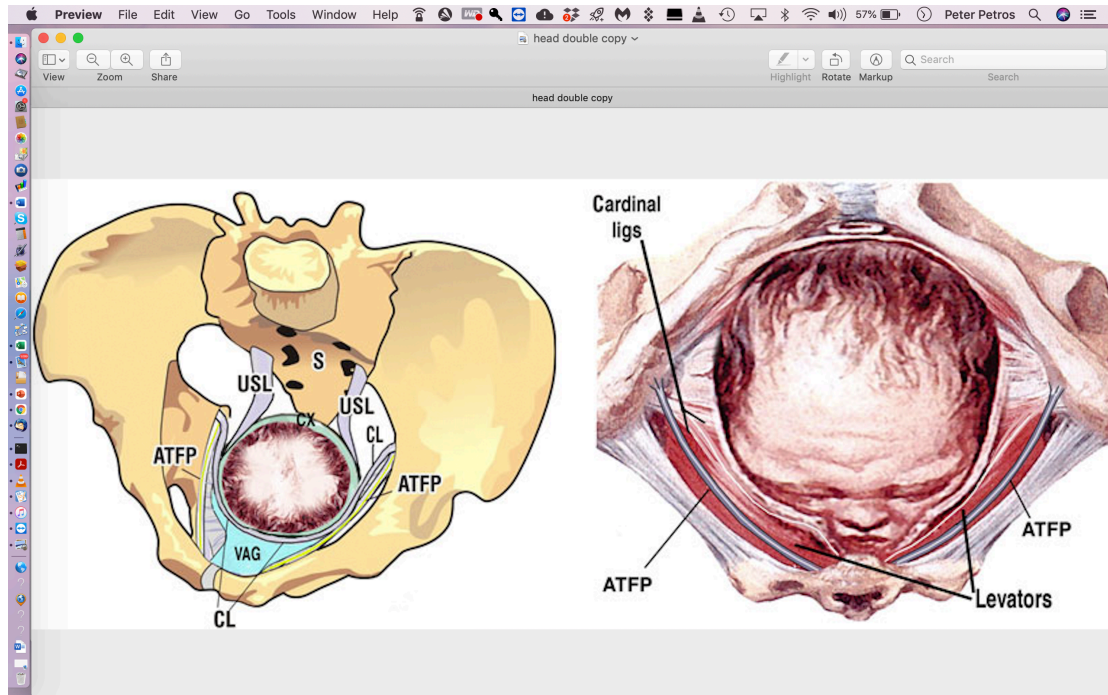 Preview File Edit View Go Tools Window Help 57% Peter Petros
head double copy
View Zoom Share Highlight Rotate Markup Search
Search
head double copy
Cardinal
ligs
S
USL
USL
CX
CL
ATFP
ATFP
VAG
CL
ATFP
ATFP
Levators